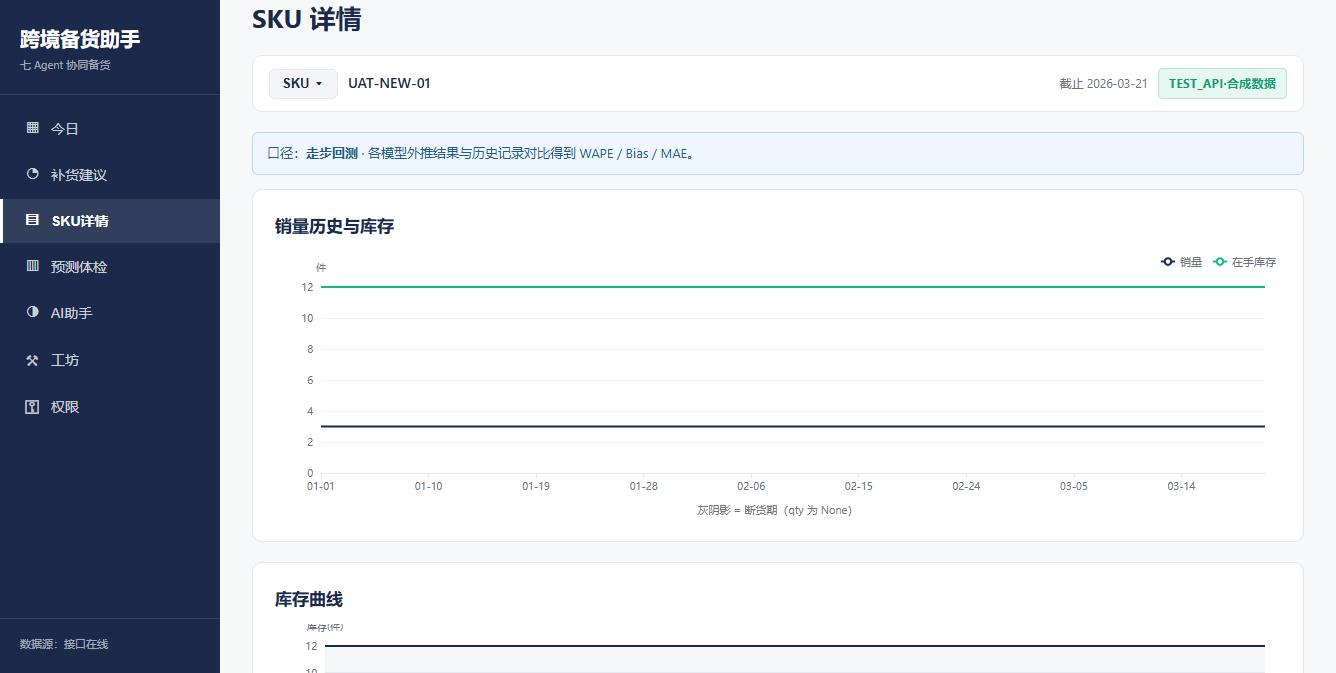 跨境备货助手
七 Agent 协同备货
今日
补货建议
SKU详情
预测体检
AI助手
工坊
权限
数据源：接口在线
SKU 详情
SKU
UAT-NEW-01
截止 2026-03-21
TEST_API·合成数据
口径：走步回测 · 各模型外推结果与历史记录对比得到 WAPE / Bias / MAE。
销量历史与库存
销量
在手库存
件
12
10
8
6
4
2
0
01-01
01-10
01-19
01-28
02-06
02-15
02-24
03-05
03-14
灰阴影 = 断货期（qty 为 None）
库存曲线
库存(件)
12
10